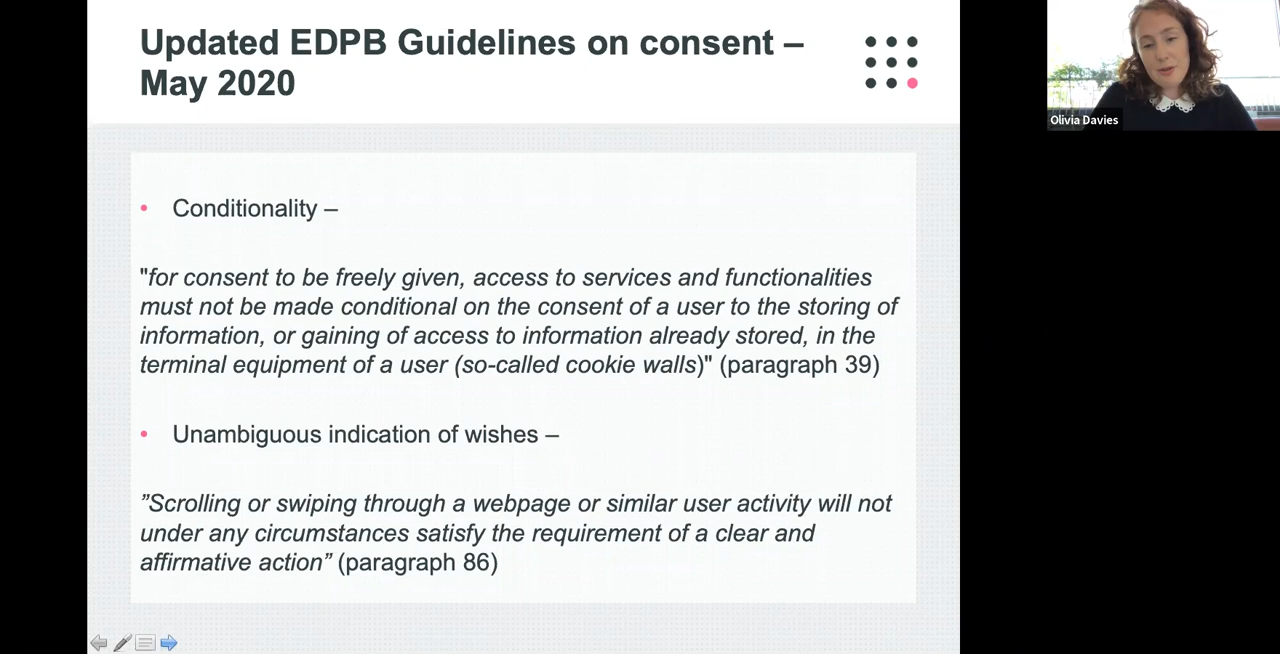 Updated EDPB Guidelines on consent –
May 2020
• Conditionality –
"for consent to be freely given, access to services and functionalities
must not be made conditional on the consent of a user to the storing of
information, or gaining of access to information already stored, in the
terminal equipment of a user (so-called cookie walls)" (paragraph 39)
• Unambiguous indication of wishes –
”Scrolling or swiping through a webpage or similar user activity will not
under any circumstances satisfy the requirement of a clear and
affirmative action” (paragraph 86)
Olivia Davies